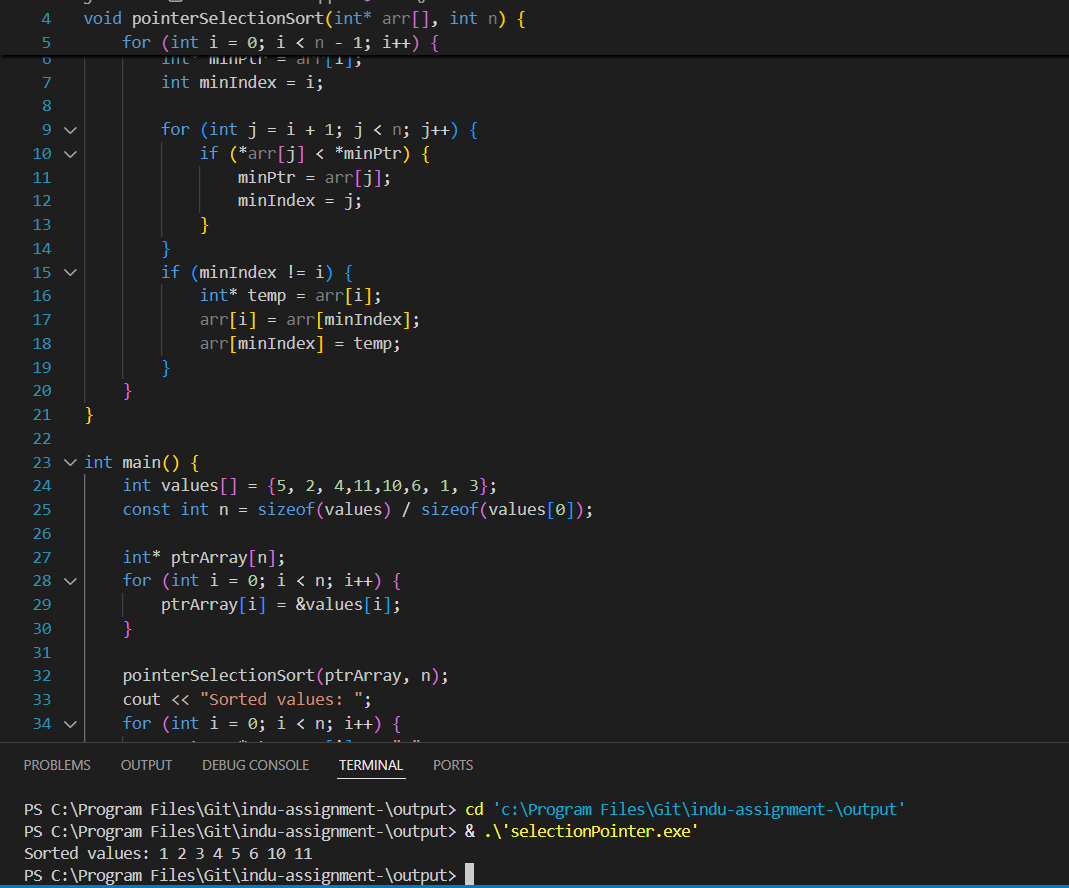 4 void pointerSelectionSort(int* arr[], int n) {
5 for (int i = 0; i < n - 1; i++) {
6 int* minPtr = arr[i];
7 int minIndex = i;
8
9 for (int j = i + 1; j < n; j++) {
10 if (*arr[j] < *minPtr) {
11 minPtr = arr[j];
12 minIndex = j;
13 }
14 }
15 if (minIndex != i) {
16 int* temp = arr[i];
17 arr[i] = arr[minIndex];
18 arr[minIndex] = temp;
19 }
20 }
21 }
22
23 int main() {
24 int values[] = {5, 2, 4,11,10,6, 1, 3};
25 const int n = sizeof(values) / sizeof(values[0]);
26
27 int* ptrArray[n];
28 for (int i = 0; i < n; i++) {
29 ptrArray[i] = &values[i];
30 }
31
32 pointerSelectionSort(ptrArray, n);
33 cout << "Sorted values: ";
34 for (int i = 0; i < n; i++) {
PROBLEMS OUTPUT DEBUG CONSOLE TERMINAL PORTS
PS C:\Program Files\Git\indu-assignment-\output> cd 'c:\Program Files\Git\indu-assignment-\output'
PS C:\Program Files\Git\indu-assignment-\output> & .\'selectionPointer.exe'
Sorted values: 1 2 3 4 5 6 10 11
PS C:\Program Files\Git\indu-assignment-\output>